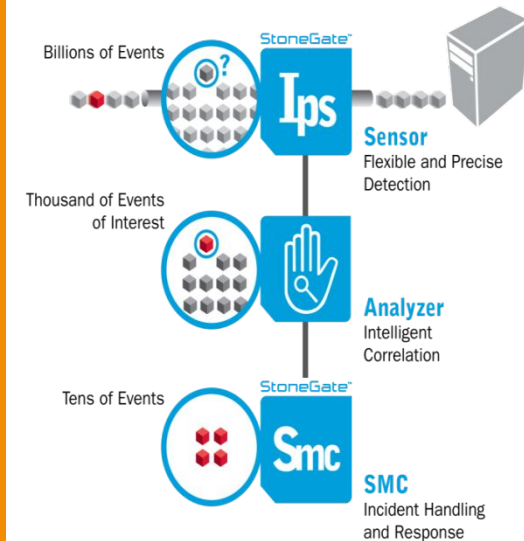 StoneGate™
Billions of Events
?
Ips
Sensor
Flexible and Precise
Detection
Thousand of Events
of Interest
Analyzer
Intelligent
Correlation
StoneGate™
Tens of Events
Smc
SMC
Incident Handling
and Response